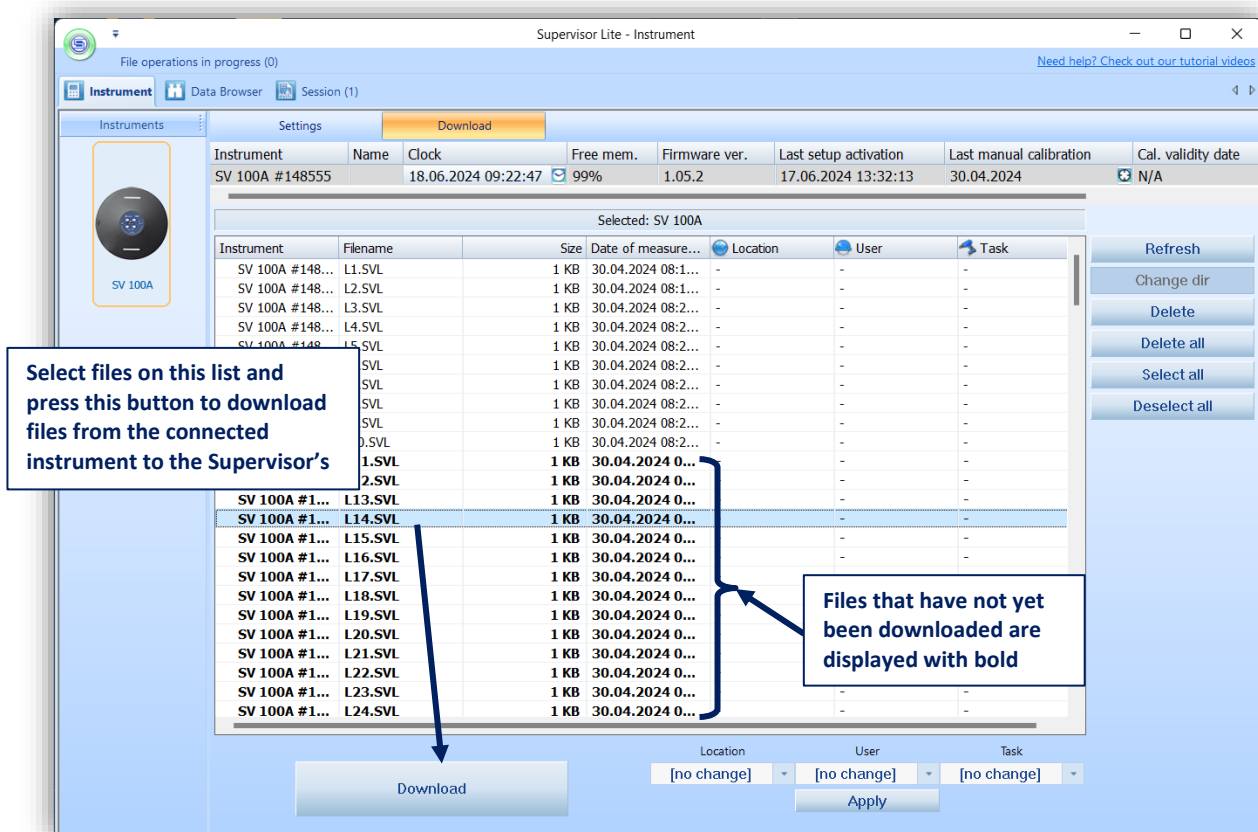 Supervisor Lite - Instrument
File operations in progress (0)
Need help? Check out our tutorial videos
Instrument Data Browser Session (1)
Instruments Settings Download
Instrument Name Clock Free mem. Firmware ver. Last setup activation Last manual calibration Cal. validity date
SV 100A #148555 18.06.2024 09:22:47 99% 1.05.2 17.06.2024 13:32:13 30.04.2024 N/A
Selected: SV 100A
SV 100A
Instrument Filename Size Date of measure... Location User Task
SV 100A #148... L1.SVL 1 KB 30.04.2024 08:1... - - -
SV 100A #148... L2.SVL 1 KB 30.04.2024 08:1... - - -
SV 100A #148... L3.SVL 1 KB 30.04.2024 08:2... - - -
SV 100A #148... L4.SVL 1 KB 30.04.2024 08:2... - - -
SV 100A #148... L5.SVL 1 KB 30.04.2024 08:2... - - -
.SVL 1 KB 30.04.2024 08:2... - - -
.SVL 1 KB 30.04.2024 08:2... - - -
.SVL 1 KB 30.04.2024 08:2... - - -
.SVL 1 KB 30.04.2024 08:2... - - -
0.SVL 1 KB 30.04.2024 08:2... - - -
1.SVL 1 KB 30.04.2024 0... - - -
2.SVL 1 KB 30.04.2024 0... - -
SV 100A #1... L13.SVL 1 KB 30.04.2024 0... - -
SV 100A #1... L14.SVL 1 KB 30.04.2024 0... - -
SV 100A #1... L15.SVL 1 KB 30.04.2024 0... - -
SV 100A #1... L16.SVL 1 KB 30.04.2024 0... - -
SV 100A #1... L17.SVL 1 KB 30.04.2024 0...
SV 100A #1... L18.SVL 1 KB 30.04.2024 0...
SV 100A #1... L19.SVL 1 KB 30.04.2024 0...
SV 100A #1... L20.SVL 1 KB 30.04.2024 0...
SV 100A #1... L21.SVL 1 KB 30.04.2024 0...
SV 100A #1... L22.SVL 1 KB 30.04.2024 0...
SV 100A #1... L23.SVL 1 KB 30.04.2024 0... - -
SV 100A #1... L24.SVL 1 KB 30.04.2024 0... - -
Refresh
Change dir
Delete
Delete all
Select all
Deselect all
Select files on this list and
press this button to download
files from the connected
instrument to the Supervisor's
Files that have not yet
been downloaded are
displayed with bold
Location User Task
[no change] [no change] [no change]
Download
Apply